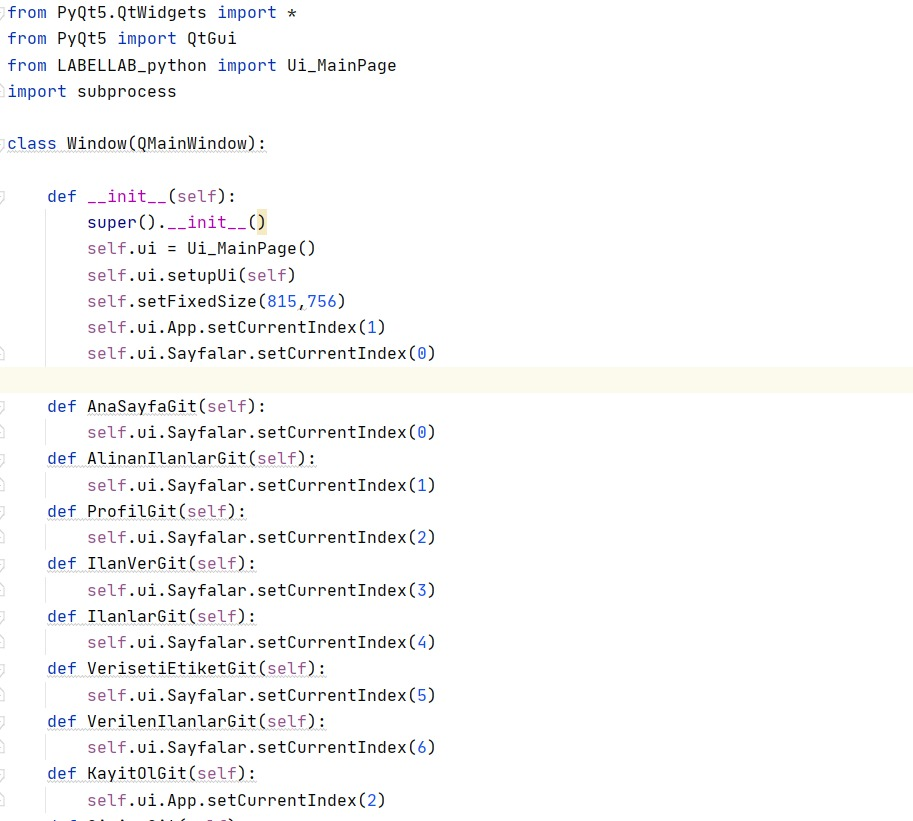 from PyQt5.QtWidgets import *
from PyQt5 import QtGui
from LABELLAB_python import Ui_MainPage
import subprocess
class Window(QMainWindow):
def __init__(self):
super().__init__()
self.ui = Ui_MainPage()
self.ui.setupUi(self)
self.setFixedSize(815,756)
self.ui.App.setCurrentIndex(1)
self.ui.Sayfalar.setCurrentIndex(0)
def AnaSayfaGit(self):
self.ui.Sayfalar.setCurrentIndex(0)
def AlinanIlanlarGit(self):
self.ui.Sayfalar.setCurrentIndex(1)
def ProfilGit(self):
self.ui.Sayfalar.setCurrentIndex(2)
def IlanVerGit(self):
self.ui.Sayfalar.setCurrentIndex(3)
def IlanlarGit(self):
self.ui.Sayfalar.setCurrentIndex(4)
def VerisetiEtiketGit(self):
self.ui.Sayfalar.setCurrentIndex(5)
def VerilenIlanlarGit(self):
self.ui.Sayfalar.setCurrentIndex(6)
def KayitOlGit(self):
self.ui.App.setCurrentIndex(2)